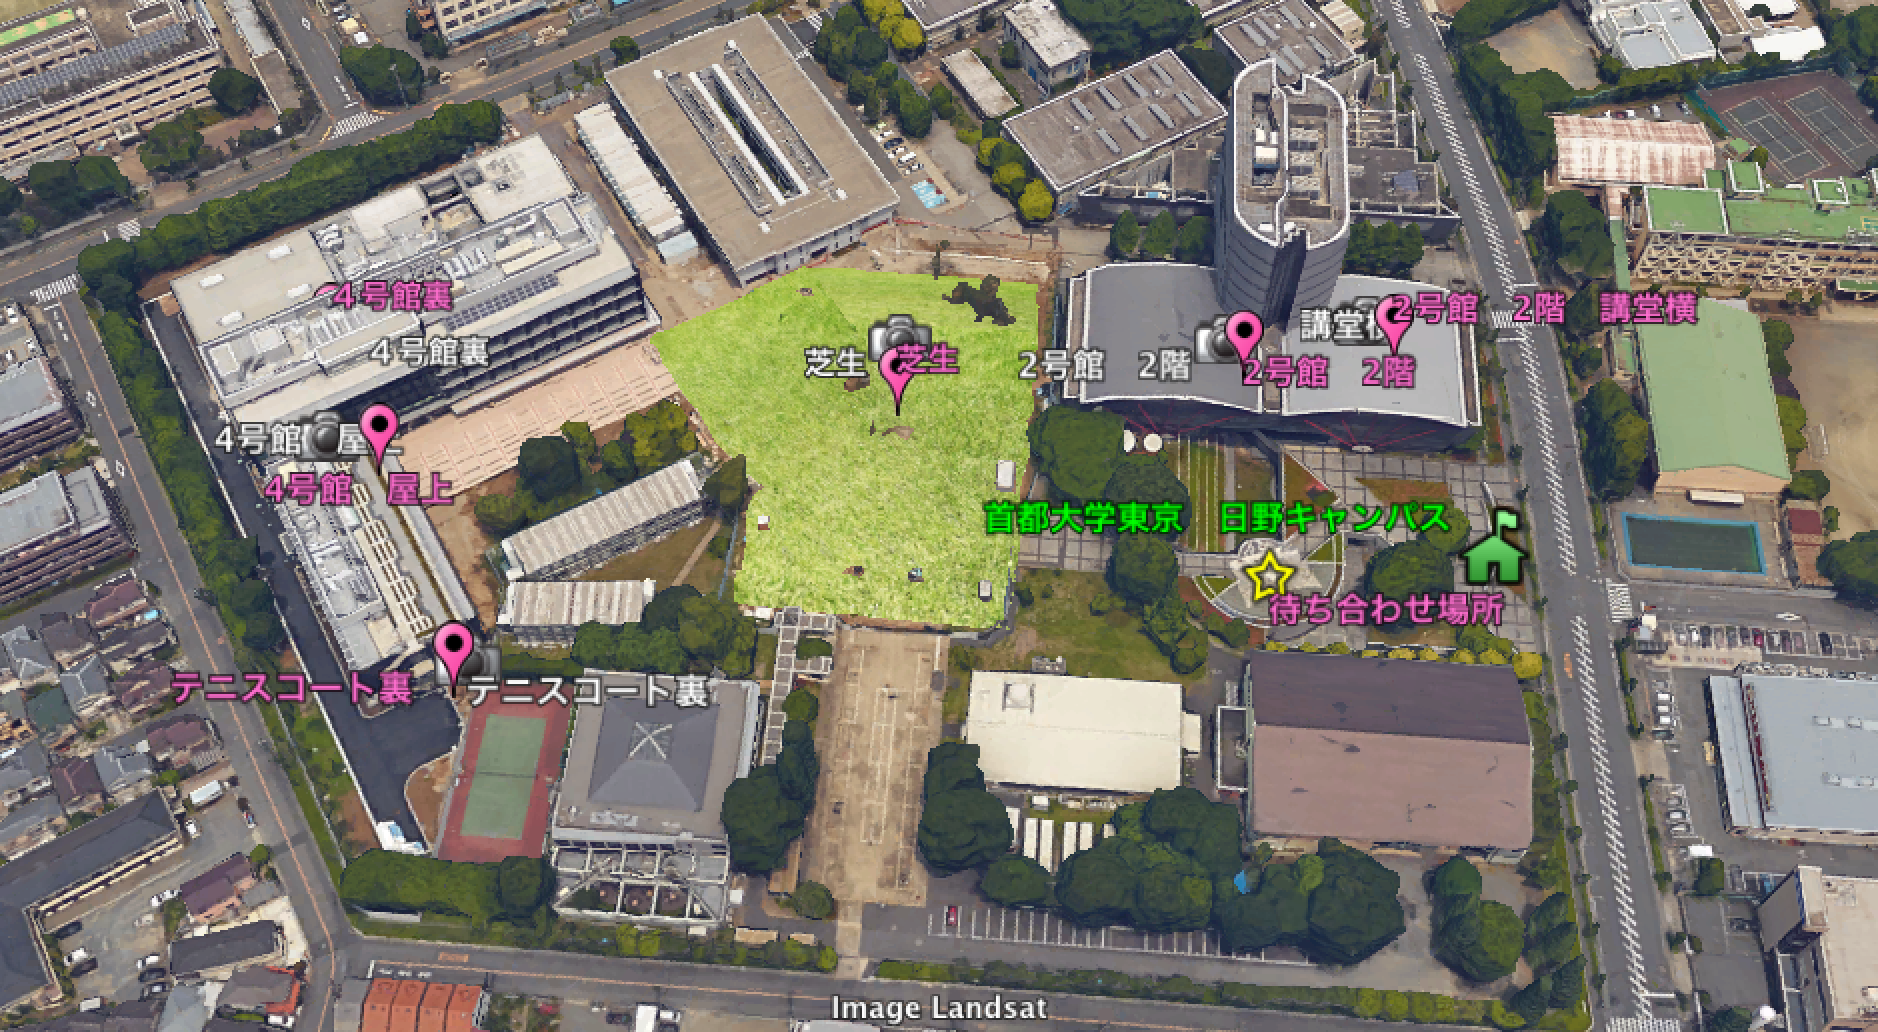 4号館裏
4号館裏
芝生
芝生
2号館 2階
2号館 2階
講堂横
2号館 2階 講堂横
4号館 屋上
4号館 屋上
首都大学東京 日野キャンパス
待ち合わせ場所
テニスコート裏
テニスコート裏
Image Landsat